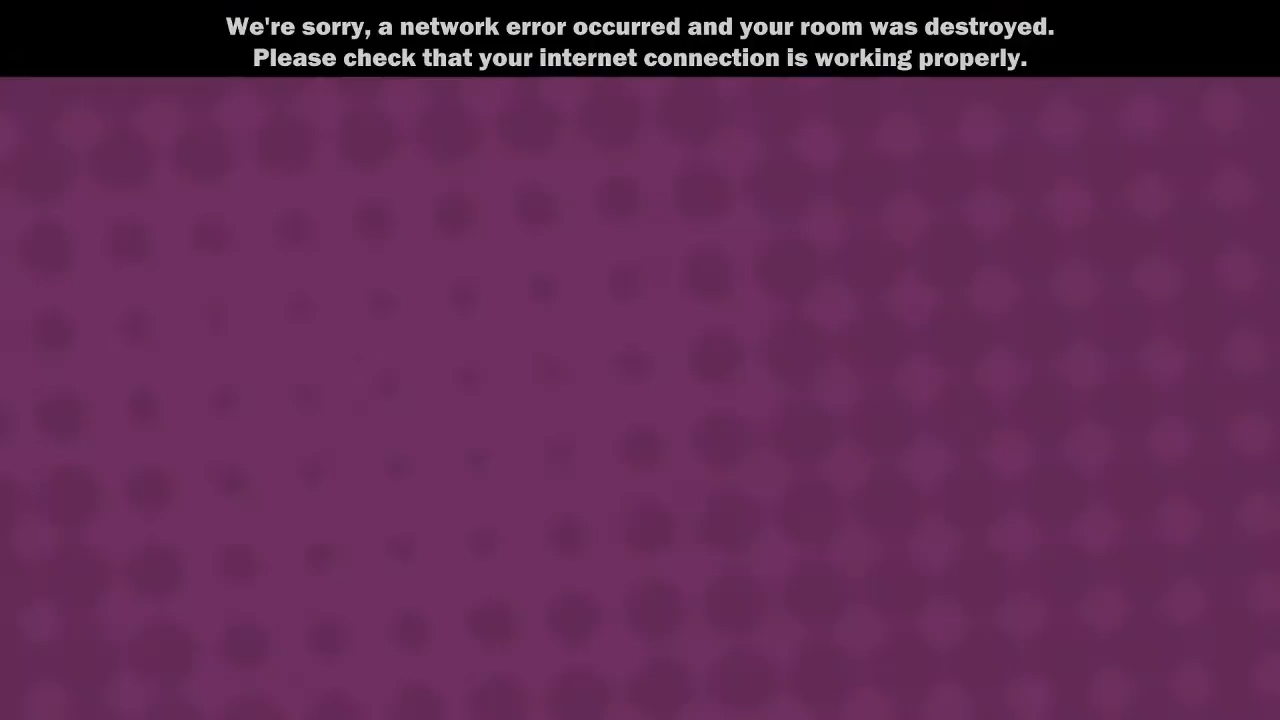 We're sorry, a network error occurred and your room was destroyed.
Please check that your internet connection is working properly.